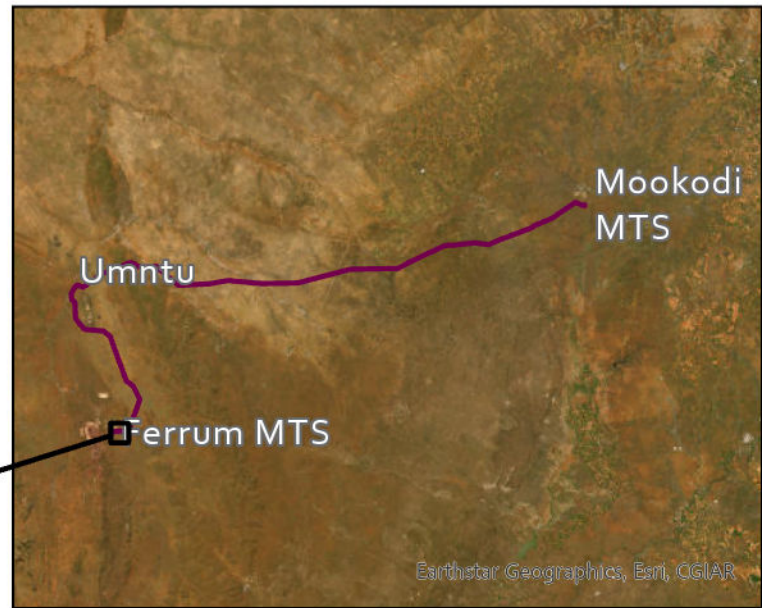 Mookodi
MTS
Umntu
Ferrum MTS
Earthstar Geographics, Esri, CGIAR